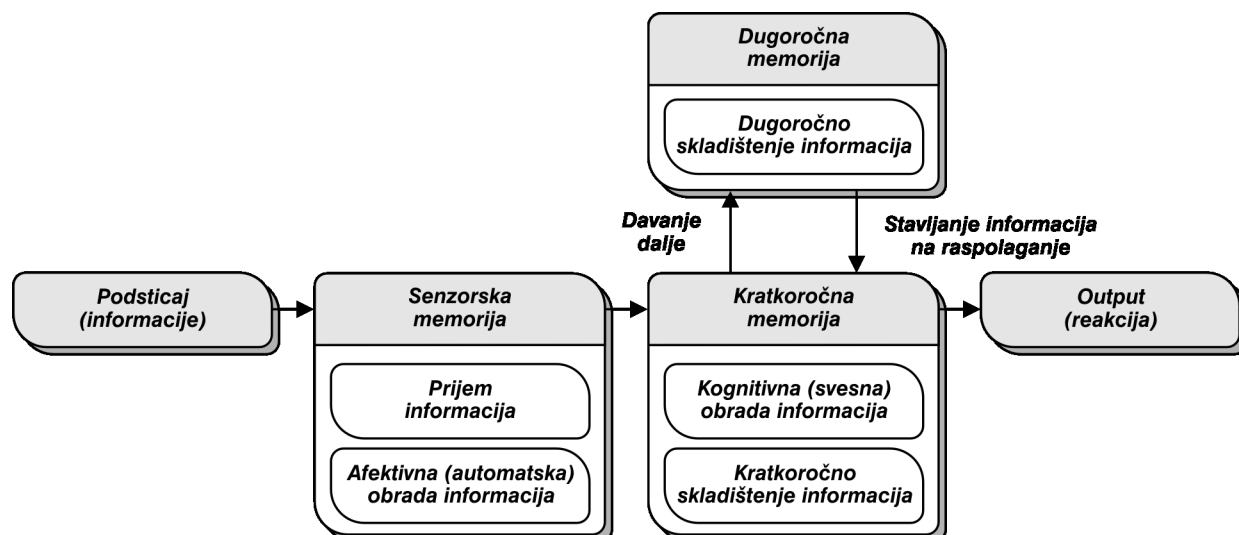 Dugoročna
memorija
Dugoročno
skladištenje informacija
Davanje
dalje
Stavljanje informacija
na raspolaganje
Podsticaj
(informacije)
Senzorska
memorija
Prijem
informacija
Afektivna (automatska)
obrada informacija
Kratkoročna
memorija
Kognitivna (svesna)
obrada informacija
Kratkoročno
skladištenje informacija
Output
(reakcija)